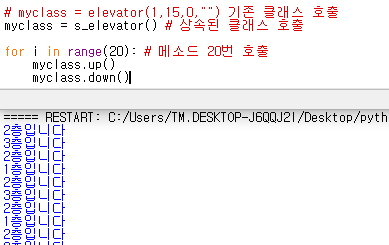 # myclass = elevator(1,15,0,"") 기존 클래스 호출
myclass = s_elevator() # 상속된 클래스 호출
for i in range(20): # 메소드 20번 호출
myclass.up()
myclass.down()
===== RESTART: C:/Users/TM.DESKTOP-J6QQJ2I/Desktop/pyth
2층입니다
3층입니다
2층입니다
1층입니다
2층입니다
3층입니다
2층입니다
1층입니다
2층입니다